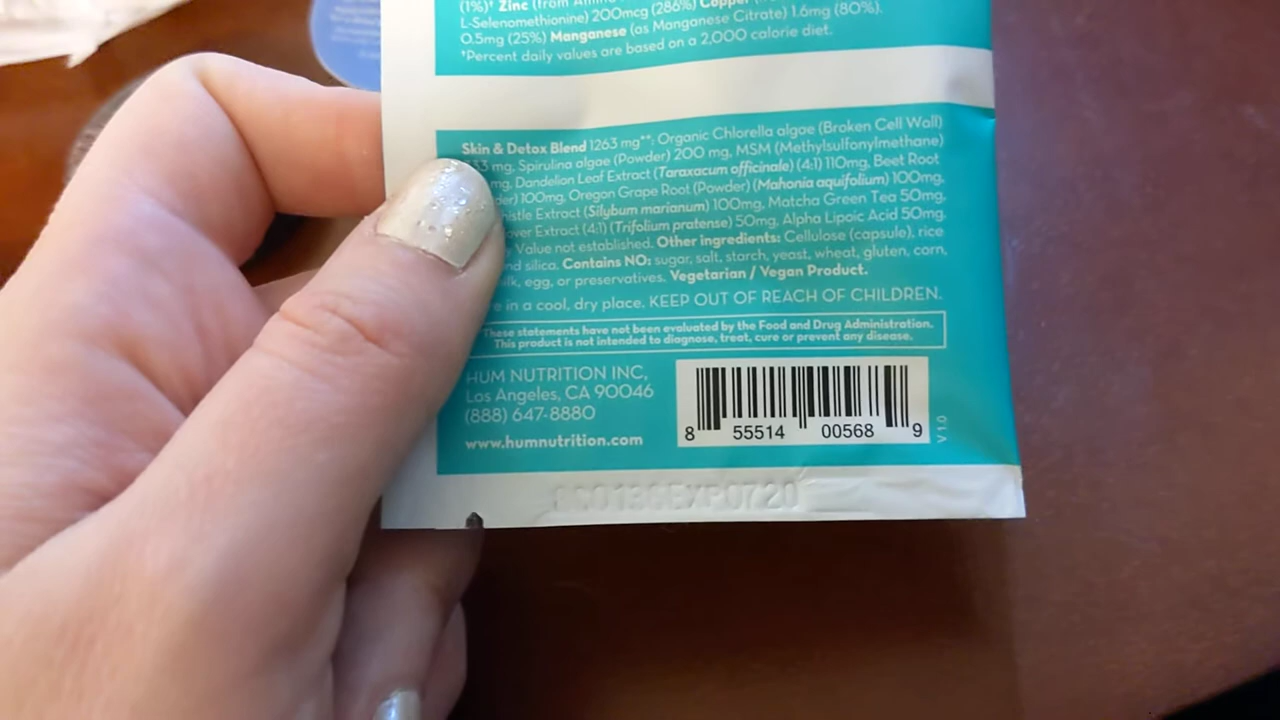 (1%)† Zinc (from Amino
L-Selenomethionine) 200mcg (286%) Copper
0.5mg (25%) Manganese (as Manganese Citrate) 1.6mg (80%).
†Percent daily values are based on a 2,000 calorie diet.
Skin & Detox Blend 1263 mg**: Organic Chlorella algae (Broken Cell Wall)
mg, Spirulina algae (Powder) 200 mg, MSM (Methylsulfonylmethane)
mg, Dandelion Leaf Extract (Taraxacum officinale) (4:1) 110mg, Beet Root
100mg, Oregon Grape Root (Powder) (Mahonia aquifolium) 100mg,
Extract (Silybum marianum) 100mg, Matcha Green Tea 50mg,
Extract (4:1) (Trifolium pratense) 50mg, Alpha Lipoic Acid 50mg.
Value not established. Other ingredients: Cellulose (capsule), rice
silica. Contains NO: sugar, salt, starch, yeast, wheat, gluten, corn,
egg, or preservatives. Vegetarian / Vegan Product.
in a cool, dry place. KEEP OUT OF REACH OF CHILDREN.
These statements have not been evaluated by the Food and Drug Administration.
This product is not intended to diagnose, treat, cure or prevent any disease.
HUM NUTRITION INC,
Los Angeles, CA 90046
(888) 647-8880
www.humnutrition.com
8 55514 00568 9
V 1.0
EXP0720